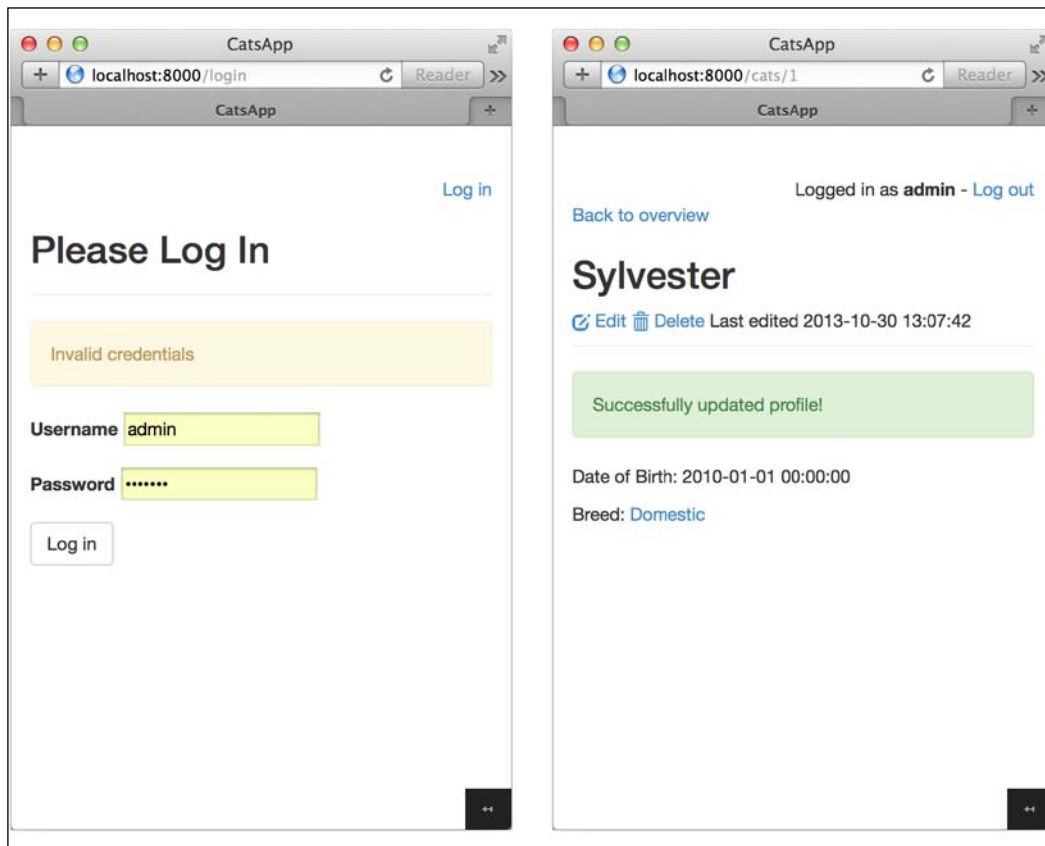 CatsApp
localhost:8000/login
Reader
CatsApp
Log in
Please Log In
Invalid credentials
Username admin
Password •••••••
Log in
CatsApp
localhost:8000/cats/1
Reader
CatsApp
Logged in as admin - Log out
Back to overview
Sylvester
Edit Delete Last edited 2013-10-30 13:07:42
Successfully updated profile!
Date of Birth: 2010-01-01 00:00:00
Breed: Domestic